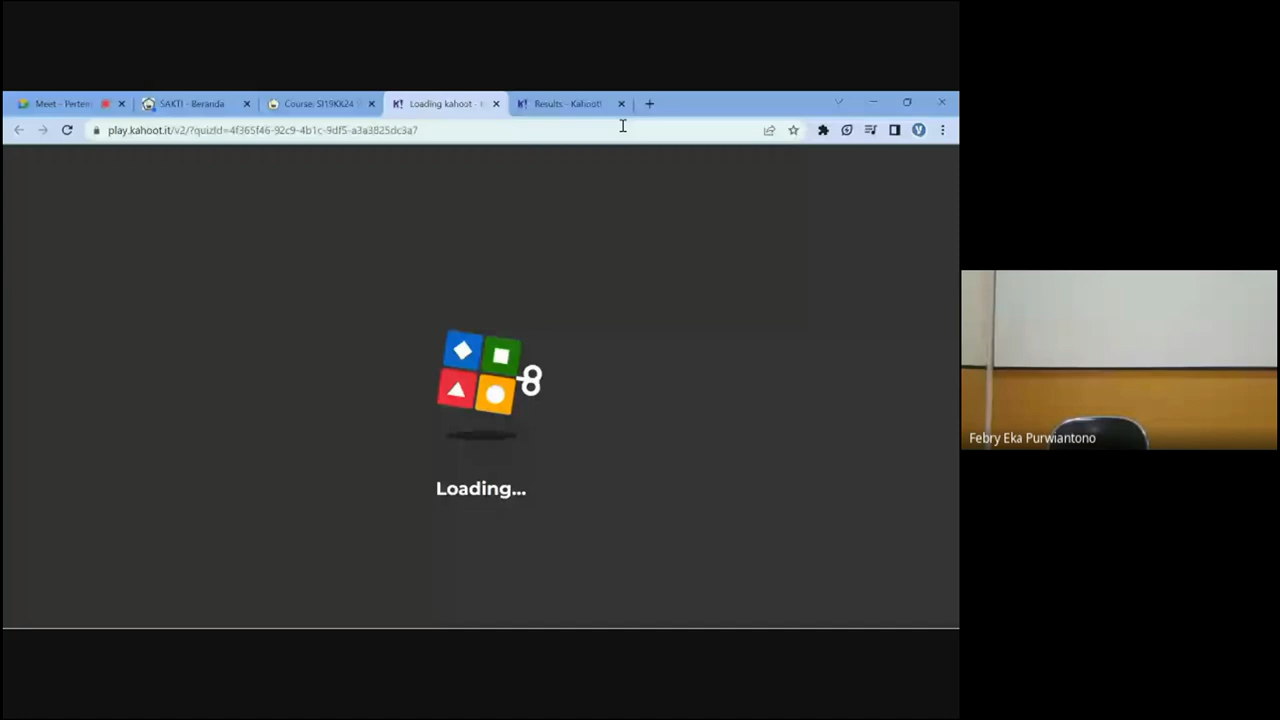 Meet - Pertem
SAKTI - Beranda
Course: SI19KK24
Loading kahoot -
Results - Kahoot!
play.kahoot.it/v2/?quizId=4f365f46-92c9-4b1c-9df5-a3a3825dc3a7
Loading...
Febry Eka Purwiantono